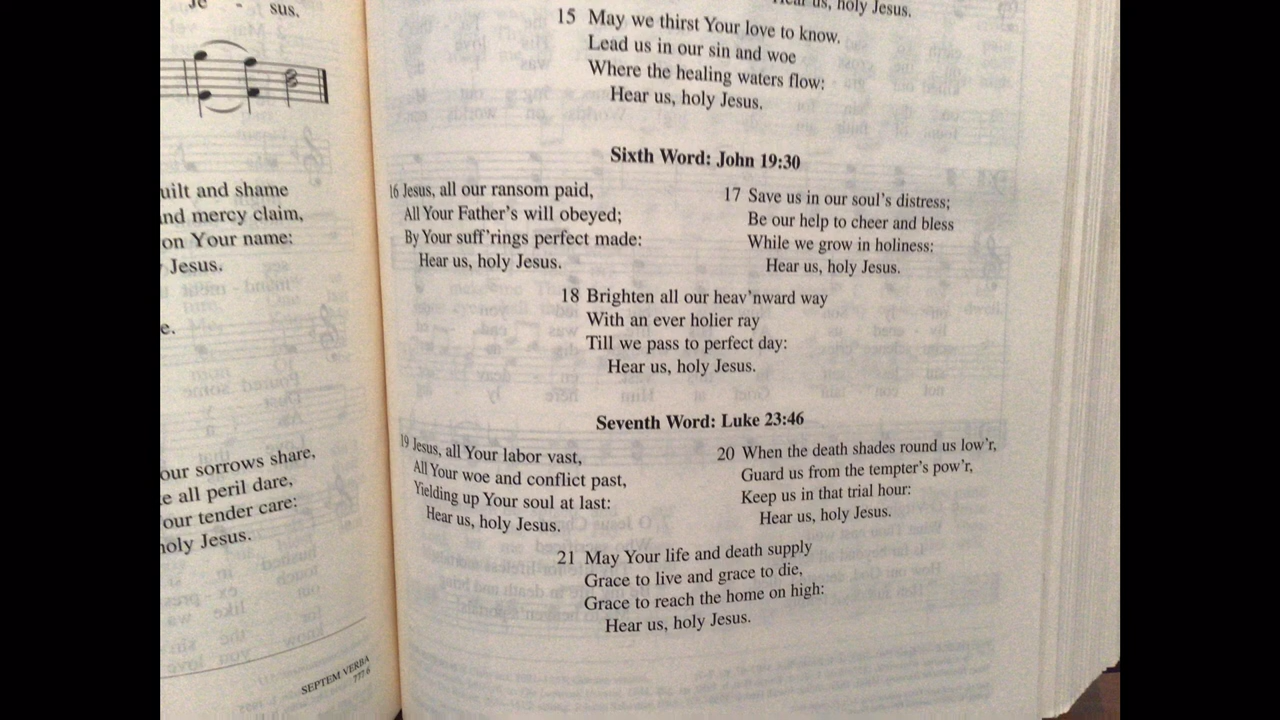 Je - sus.
uilt and shame
nd mercy claim,
on Your name:
Jesus.
e.
our sorrows share,
e all peril dare,
our tender care:
holy Jesus.
SEPTEM VERBA
777 6
Hear us, holy Jesus.
15 May we thirst Your love to know.
Lead us in our sin and woe
Where the healing waters flow:
Hear us, holy Jesus.
Sixth Word: John 19:30
16 Jesus, all our ransom paid,
All Your Father's will obeyed;
By Your suff'rings perfect made:
Hear us, holy Jesus.
17 Save us in our soul's distress;
Be our help to cheer and bless
While we grow in holiness:
Hear us, holy Jesus.
18 Brighten all our heav'nward way
With an ever holier ray
Till we pass to perfect day:
Hear us, holy Jesus.
Seventh Word: Luke 23:46
19 Jesus, all Your labor vast,
All Your woe and conflict past,
Yielding up Your soul at last:
Hear us, holy Jesus.
20 When the death shades round us low'r,
Guard us from the tempter's pow'r,
Keep us in that trial hour:
Hear us, holy Jesus.
21 May Your life and death supply
Grace to live and grace to die,
Grace to reach the home on high:
Hear us, holy Jesus.